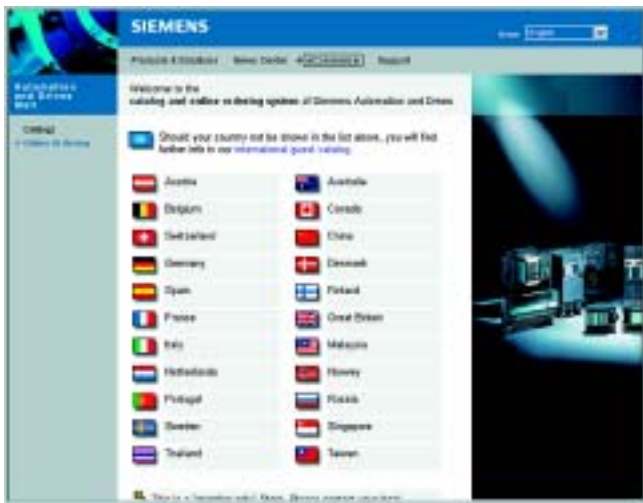 SIEMENS
English
Products & Solutions News Center E-Commerce Support
Automation
and Drives
Mall
Welcome to the
catalog and online ordering system of Siemens Automation and Drives
Catalog
Should your country not be shown in the list above, you will find
further info in our international guest catalog.
Austria Australia
Belgium Canada
Switzerland China
Germany Denmark
Spain Finland
France Great Britain
Italy Malaysia
Netherlands Norway
Portugal Russia
Sweden Singapore
Thailand Taiwan